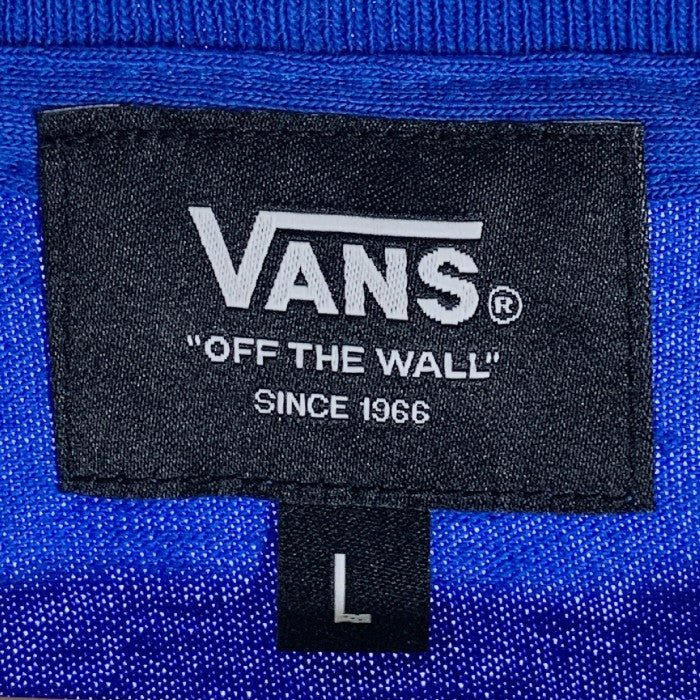 VANS®
"OFF THE WALL"
SINCE 1966
L